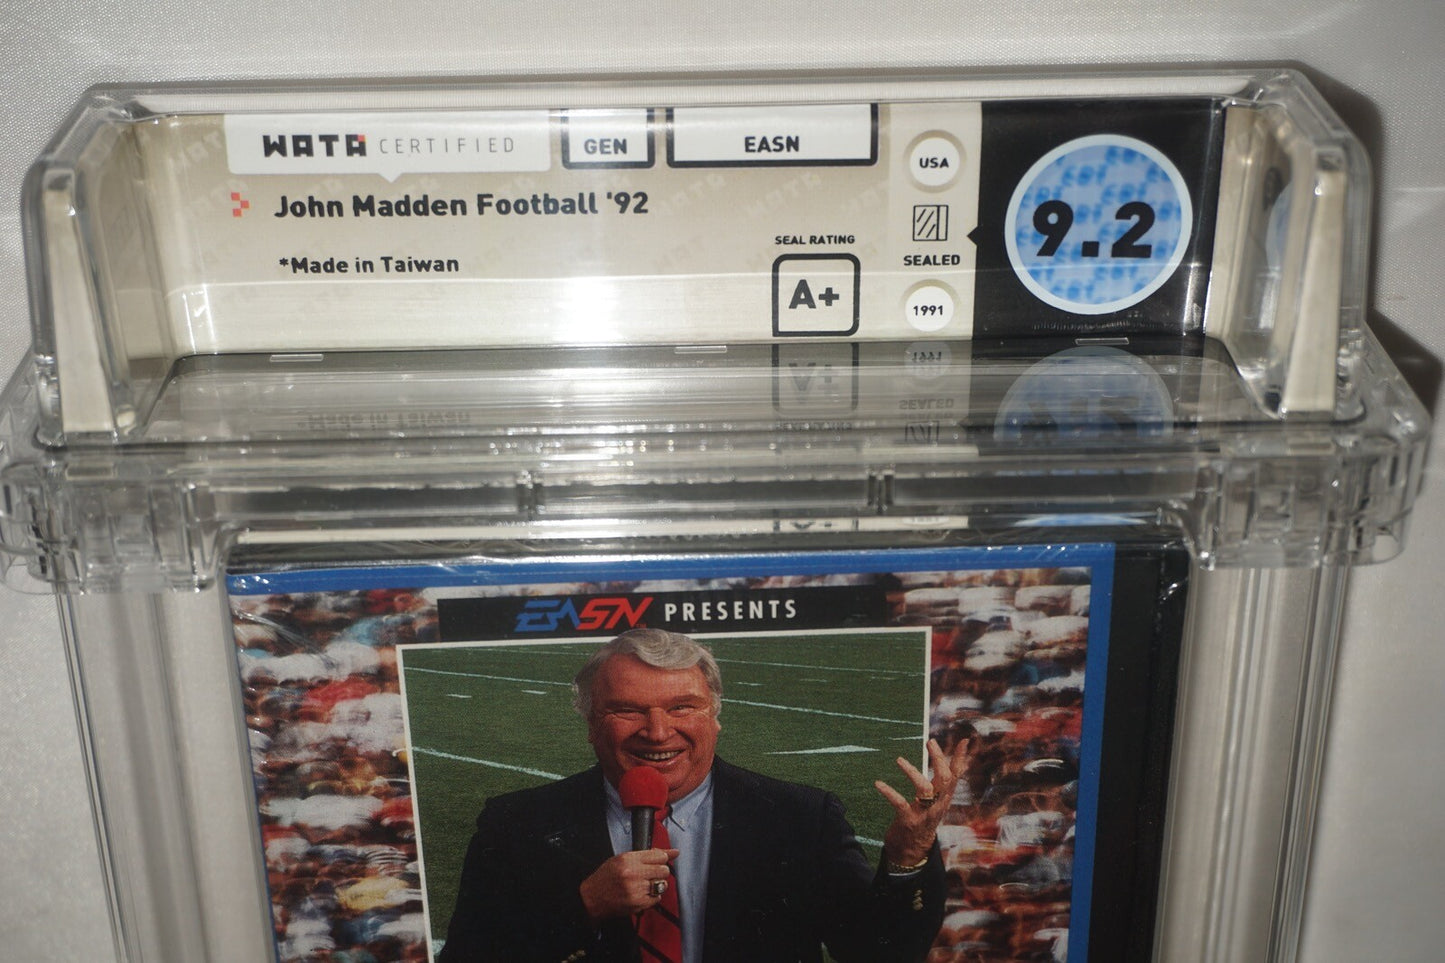 WATA CERTIFIED
GEN
EASN
USA
John Madden Football '92
*Made in Taiwan
SEAL RATING
A+
SEALED
1991
9.2
EASN PRESENTS